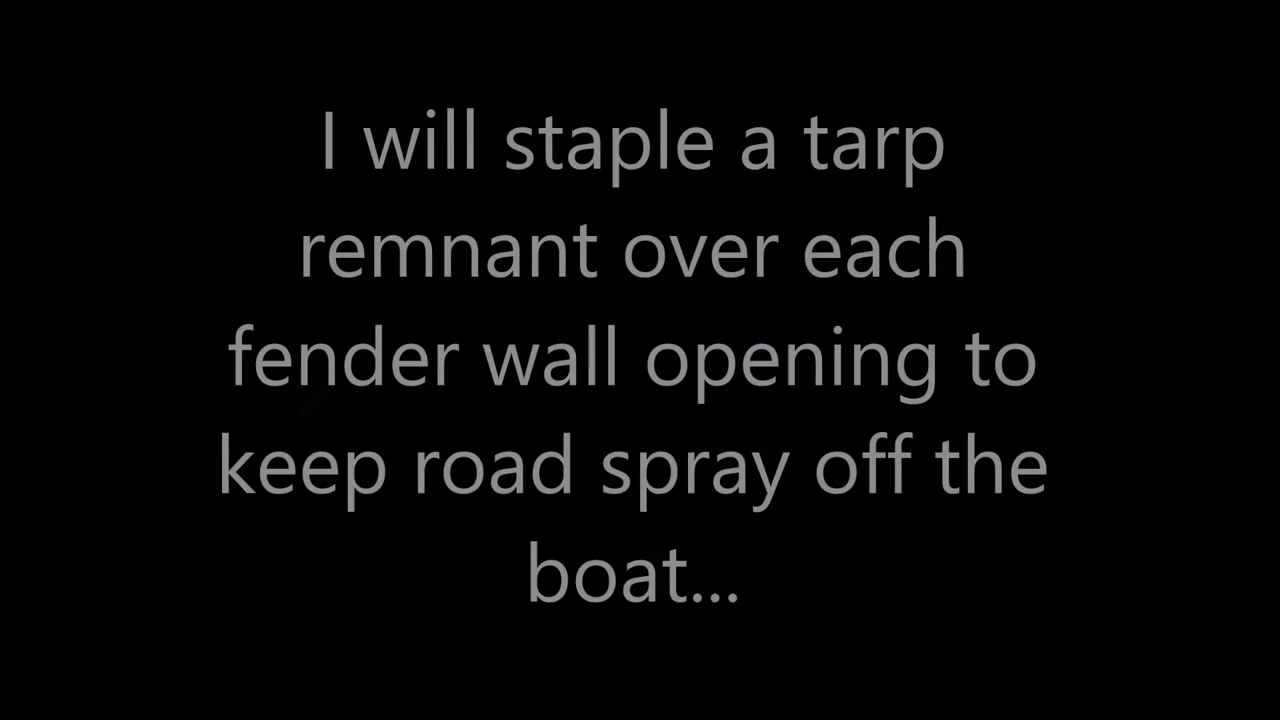 I will staple a tarp
remnant over each
fender wall opening to
keep road spray off the
boat...